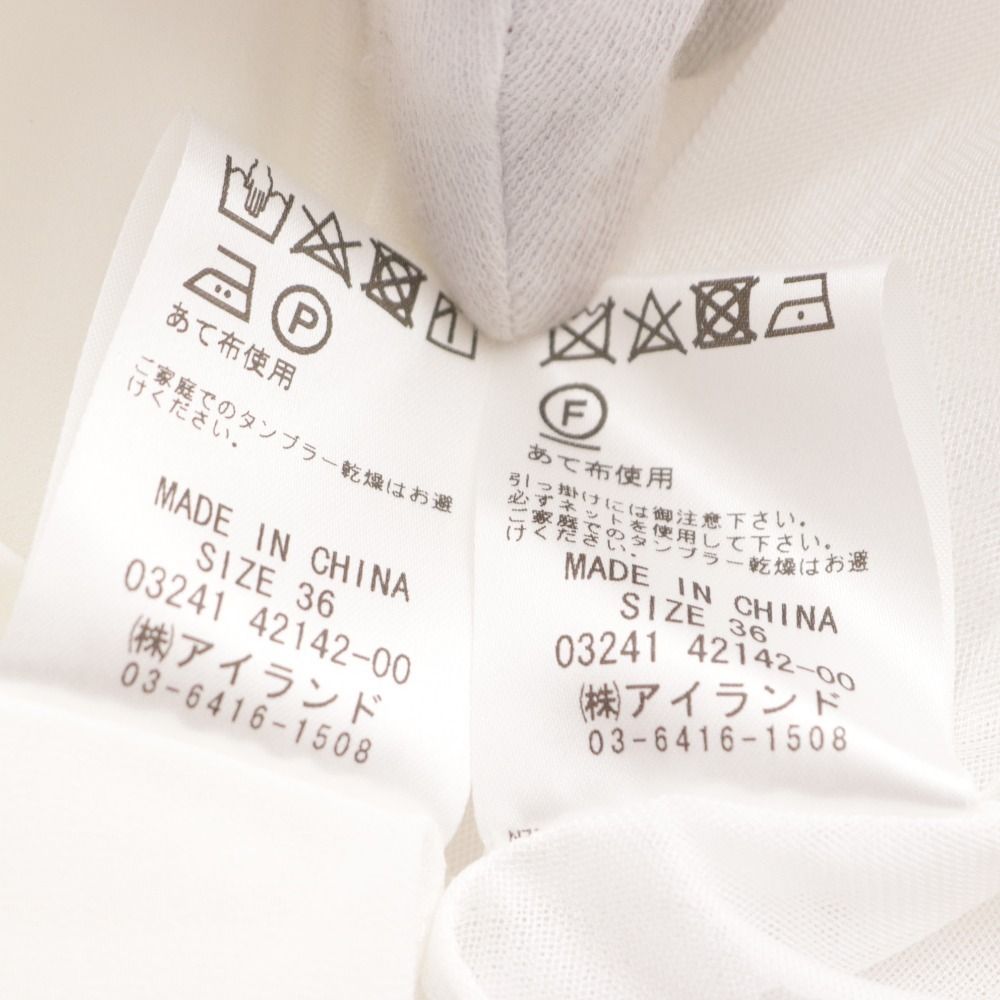 P
あて布使用
ご家庭でのタンブラー乾燥はお避
けください。
MADE IN CHINA
SIZE 36
03241 42142-00
㈱アイランド
03-6416-1508
F
あて布使用
引っ掛けには御注意下さい。
必ずネットを使用して下さい。
ご家庭でのタンブラー乾燥はお避
けください。
MADE IN CHINA
SIZE 36
03241 42142-00
㈱アイランド
03-6416-1508